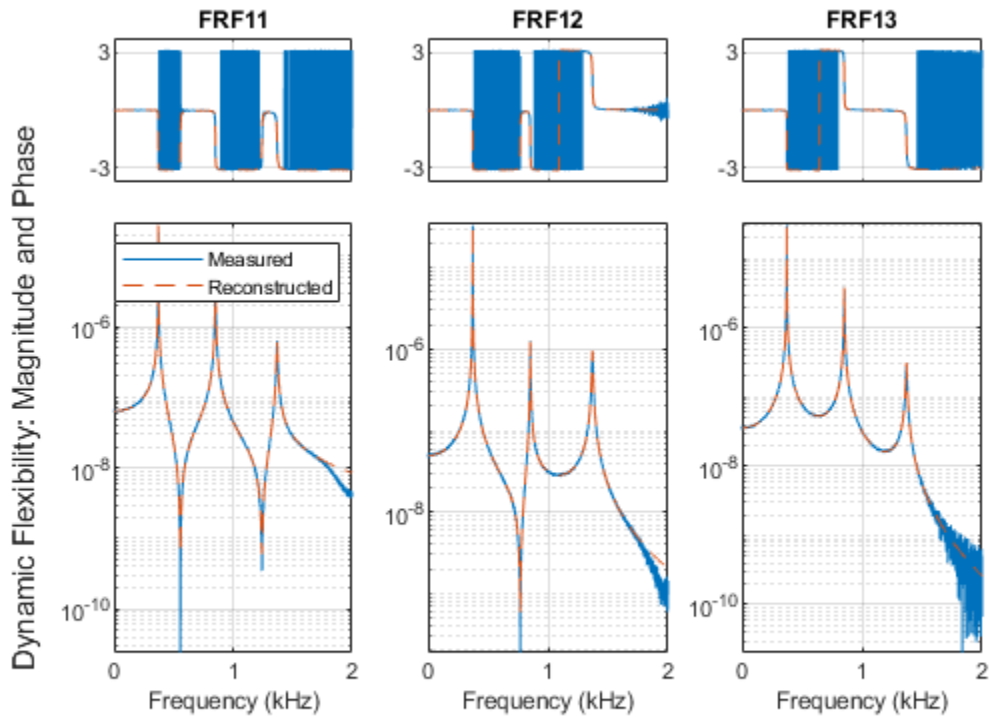 FRF11 FRF12 FRF13
3 3 3
-3 -3 -3
Dynamic Flexibility: Magnitude and Phase
Measured
Reconstructed
10^-6 10^-6 10^-6
10^-8 10^-8 10^-8
10^-10 10^-10
0 1 2 0 1 2 0 1 2
Frequency (kHz) Frequency (kHz) Frequency (kHz)